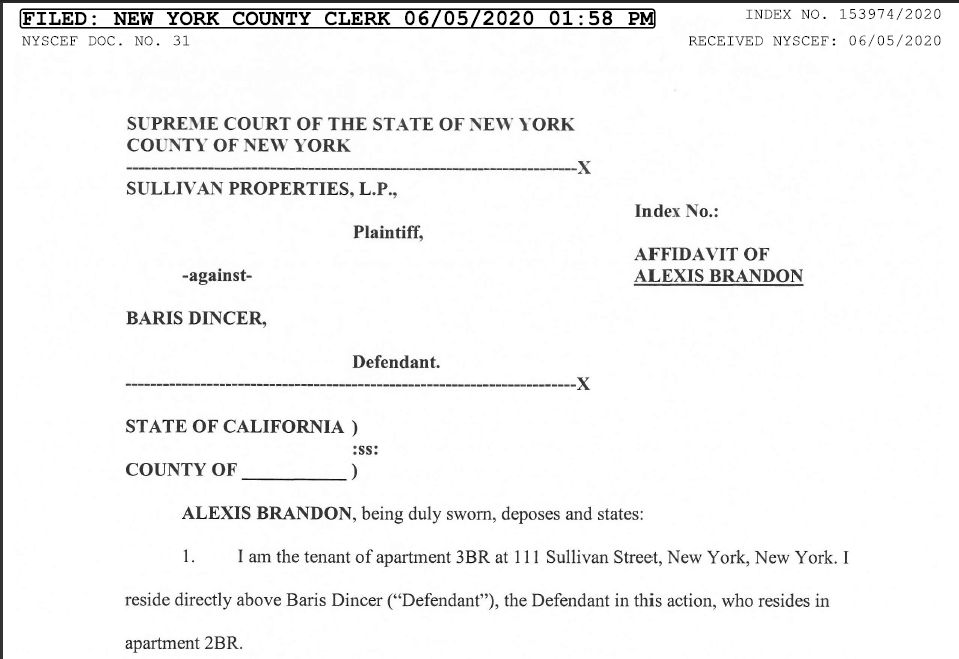 FILED: NEW YORK COUNTY CLERK 06/05/2020 01:58 PM
INDEX NO. 153974/2020
NYSCEF DOC. NO. 31
RECEIVED NYSCEF: 06/05/2020
SUPREME COURT OF THE STATE OF NEW YORK
COUNTY OF NEW YORK
-------------------------------------------------------------------------X
SULLIVAN PROPERTIES, L.P.,
Plaintiff,
-against-
BARIS DINCER,
Defendant.
-------------------------------------------------------------------------X
Index No.:
AFFIDAVIT OF
ALEXIS BRANDON
STATE OF CALIFORNIA )
:ss:
COUNTY OF ___________ )
ALEXIS BRANDON, being duly sworn, deposes and states:
1. I am the tenant of apartment 3BR at 111 Sullivan Street, New York, New York. I
reside directly above Baris Dincer (“Defendant”), the Defendant in this action, who resides in
apartment 2BR.